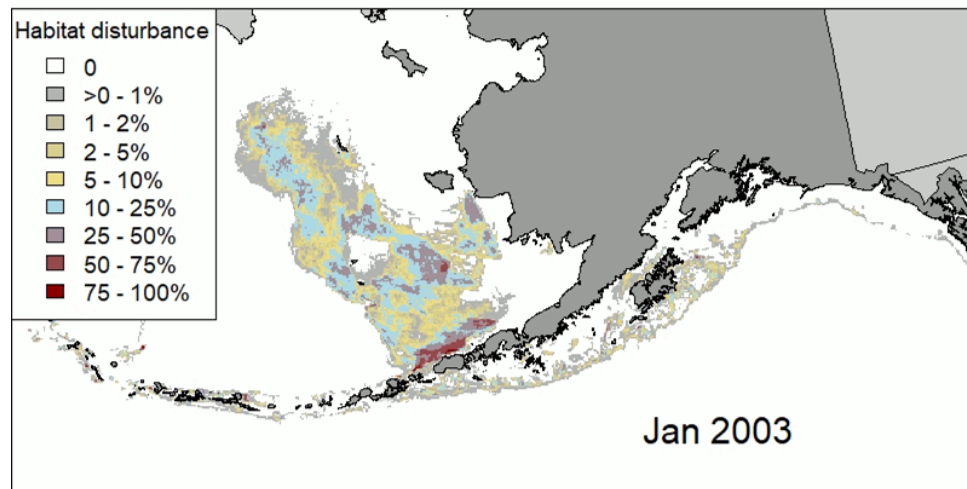 Habitat disturbance
0
>0 - 1%
1 - 2%
2 - 5%
5 - 10%
10 - 25%
25 - 50%
50 - 75%
75 - 100%
Jan 2003